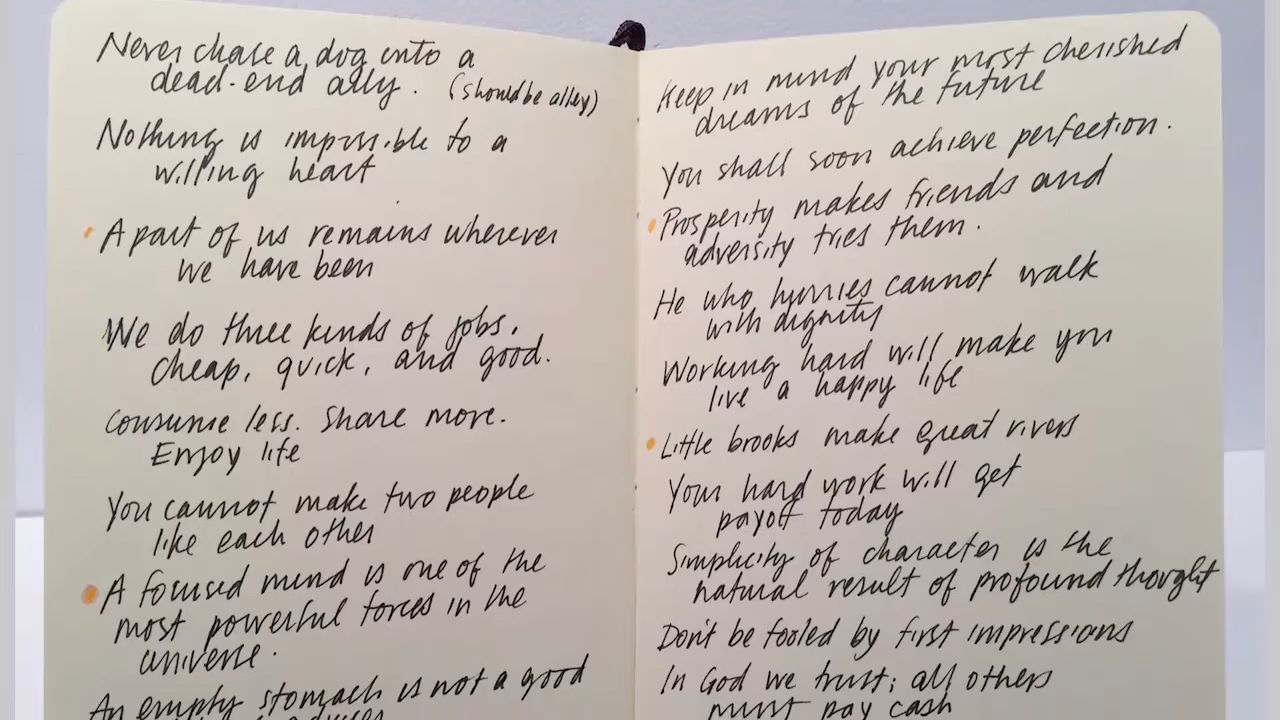 Never chase a dog into a
dead-end ally. (should be alley)
Nothing is impossible to a
willing heart
A part of us remains wherever
we have been
We do three kinds of jobs.
cheap, quick, and good.
Consume less. Share more.
Enjoy life
You cannot make two people
like each other
A focused mind is one of the
most powerful forces in the
universe.
An empty stomach is not a good
Keep in mind your most cherished
dreams of the future
You shall soon achieve perfection.
Prosperity makes friends and
adversity tries them.
He who hurries cannot walk
with dignity
Working hard will make you
live a happy life
Little brooks make great rivers
Your hard work will get
payoff today
Simplicity of character is the
natural result of profound thought
Don't be fooled by first impressions
In God we trust; all others
must pay cash